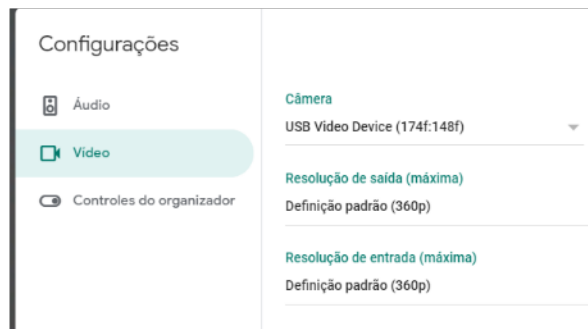 Configurações
Áudio
Vídeo
Controles do organizador
Câmera
USB Video Device (174f:148f)
Resolução de saída (máxima)
Definição padrão (360p)
Resolução de entrada (máxima)
Definição padrão (360p)